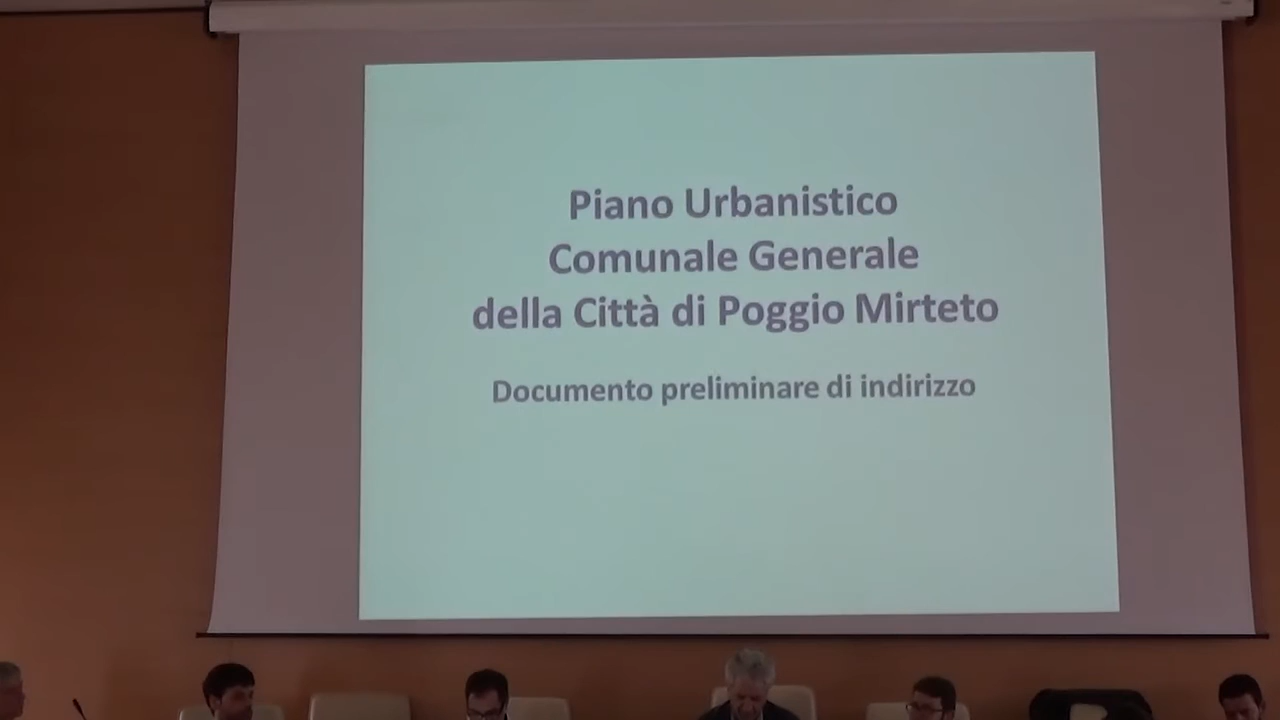 Piano Urbanistico
Comunale Generale
della Città di Poggio Mirteto
Documento preliminare di indirizzo